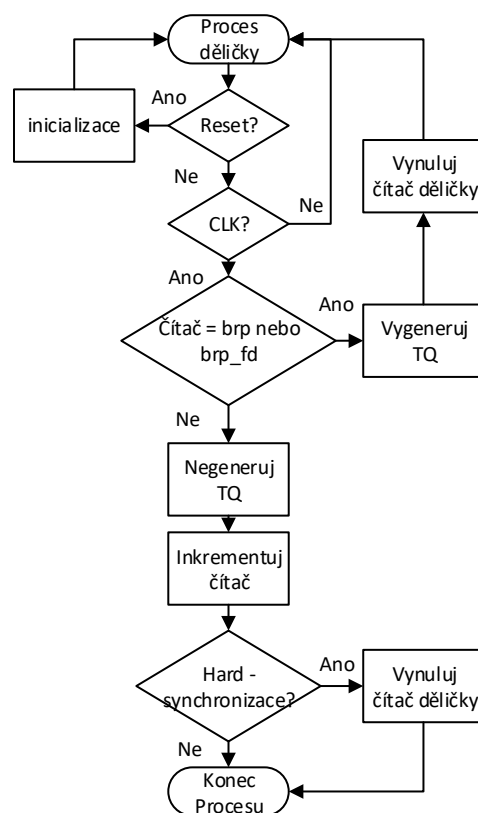 Proces
děličky
Ano
inicializace
Reset?
Ne
Vynuluj
čítač děličky
CLK?
Ne
Ano
Čítač = brp nebo
brp_fd
Ano
Vygeneruj
TQ
Ne
Negeneruj
TQ
Inkrementuj
čítač
Hard -
synchronizace?
Ano
Vynuluj
čítač děličky
Ne
Konec
Procesu